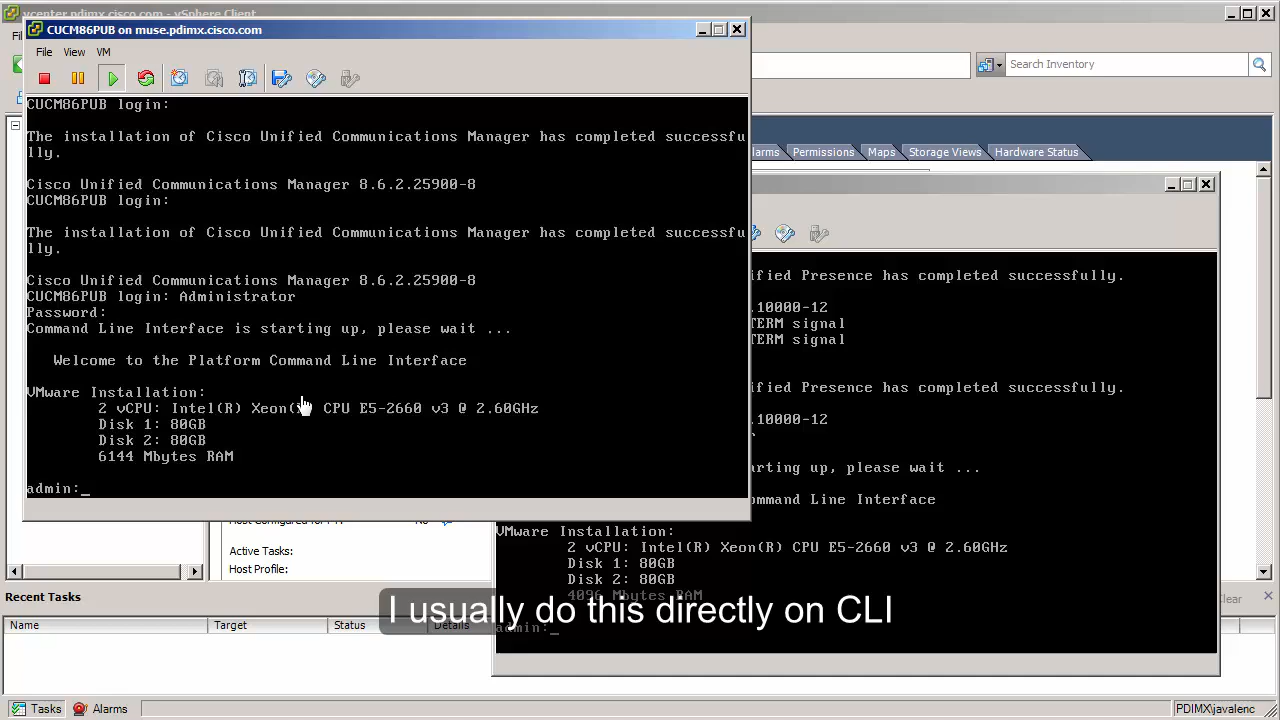 vcenter.pdimx.cisco.com - vSphere Client
CUCM86PUB on muse.pdimx.cisco.com
File View VM
Search Inventory
CUCM86PUB login:
The installation of Cisco Unified Communications Manager has completed successfu
lly.
Cisco Unified Communications Manager 8.6.2.25900-8
CUCM86PUB login:
The installation of Cisco Unified Communications Manager has completed successfu
lly.
Cisco Unified Communications Manager 8.6.2.25900-8
CUCM86PUB login: Administrator
Password:
Command Line Interface is starting up, please wait ...
Welcome to the Platform Command Line Interface
VMware Installation:
2 vCPU: Intel(R) Xeon(R) CPU E5-2660 v3 @ 2.60GHz
Disk 1: 80GB
Disk 2: 80GB
6144 Mbytes RAM
admin:_
larms Permissions Maps Storage Views Hardware Status
ified Presence has completed successfully.
.10000-12
TERM signal
TERM signal
ified Presence has completed successfully.
.10000-12
arting up, please wait ...
ommand Line Interface
VMware Installation:
2 vCPU: Intel(R) Xeon(R) CPU E5-2660 v3 @ 2.60GHz
Disk 1: 80GB
Disk 2: 80GB
4096 Mbytes RAM
admin:_
Active Tasks:
Host Profile:
I usually do this directly on CLI
Recent Tasks
Clear
Name Target Status Details
Tasks Alarms
PDIMX\javalenc